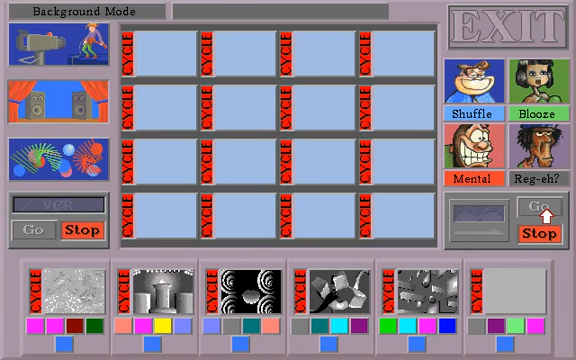 Background Mode
EXIT
CYCLE CYCLE CYCLE CYCLE
Shuffle Blooze
CYCLE CYCLE CYCLE CYCLE
CYCLE CYCLE CYCLE CYCLE
Mental Reg-eh?
VCR
Go Stop
CYCLE CYCLE CYCLE CYCLE
Go
Stop
CYCLE CYCLE CYCLE CYCLE CYCLE CYCLE